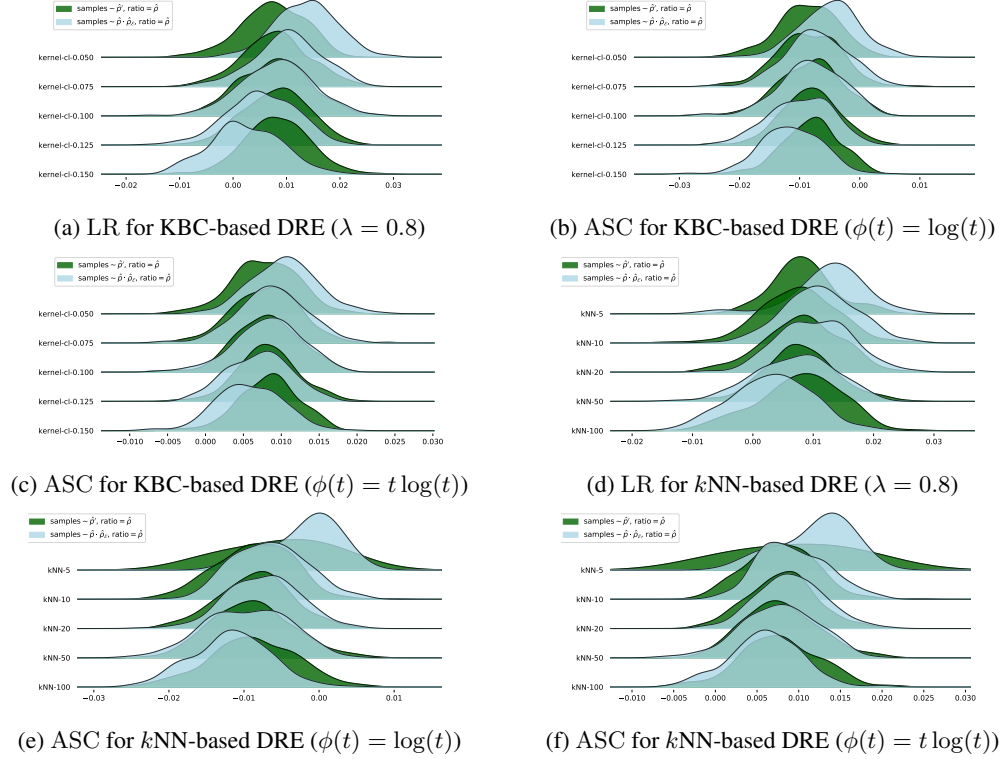 samples ~ p̂′, ratio = ρ̂
samples ~ p̂ · ρ̂_E, ratio = ρ̂
kernel-cl-0.050
kernel-cl-0.075
kernel-cl-0.100
kernel-cl-0.125
kernel-cl-0.150
−0.02 −0.01 0.00 0.01 0.02 0.03
(a) LR for KBC-based DRE (λ = 0.8)
samples ~ p̂′, ratio = ρ̂
samples ~ p̂ · ρ̂_E, ratio = ρ̂
kernel-cl-0.050
kernel-cl-0.075
kernel-cl-0.100
kernel-cl-0.125
kernel-cl-0.150
−0.03 −0.02 −0.01 0.00 0.01
(b) ASC for KBC-based DRE (ϕ(t) = log(t))
samples ~ p̂′, ratio = ρ̂
samples ~ p̂ · ρ̂_E, ratio = ρ̂
kernel-cl-0.050
kernel-cl-0.075
kernel-cl-0.100
kernel-cl-0.125
kernel-cl-0.150
−0.010 −0.005 0.000 0.005 0.010 0.015 0.020 0.025 0.030
(c) ASC for KBC-based DRE (ϕ(t) = t log(t))
samples ~ p̂′, ratio = ρ̂
samples ~ p̂ · ρ̂_E, ratio = ρ̂
kNN-5
kNN-10
kNN-20
kNN-50
kNN-100
−0.02 −0.01 0.00 0.01 0.02 0.03
(d) LR for kNN-based DRE (λ = 0.8)
samples ~ p̂′, ratio = ρ̂
samples ~ p̂ · ρ̂_E, ratio = ρ̂
kNN-5
kNN-10
kNN-20
kNN-50
kNN-100
−0.03 −0.02 −0.01 0.00 0.01
(e) ASC for kNN-based DRE (ϕ(t) = log(t))
samples ~ p̂′, ratio = ρ̂
samples ~ p̂ · ρ̂_E, ratio = ρ̂
kNN-5
kNN-10
kNN-20
kNN-50
kNN-100
−0.010 −0.005 0.000 0.005 0.010 0.015 0.020 0.025 0.030
(f) ASC for kNN-based DRE (ϕ(t) = t log(t))